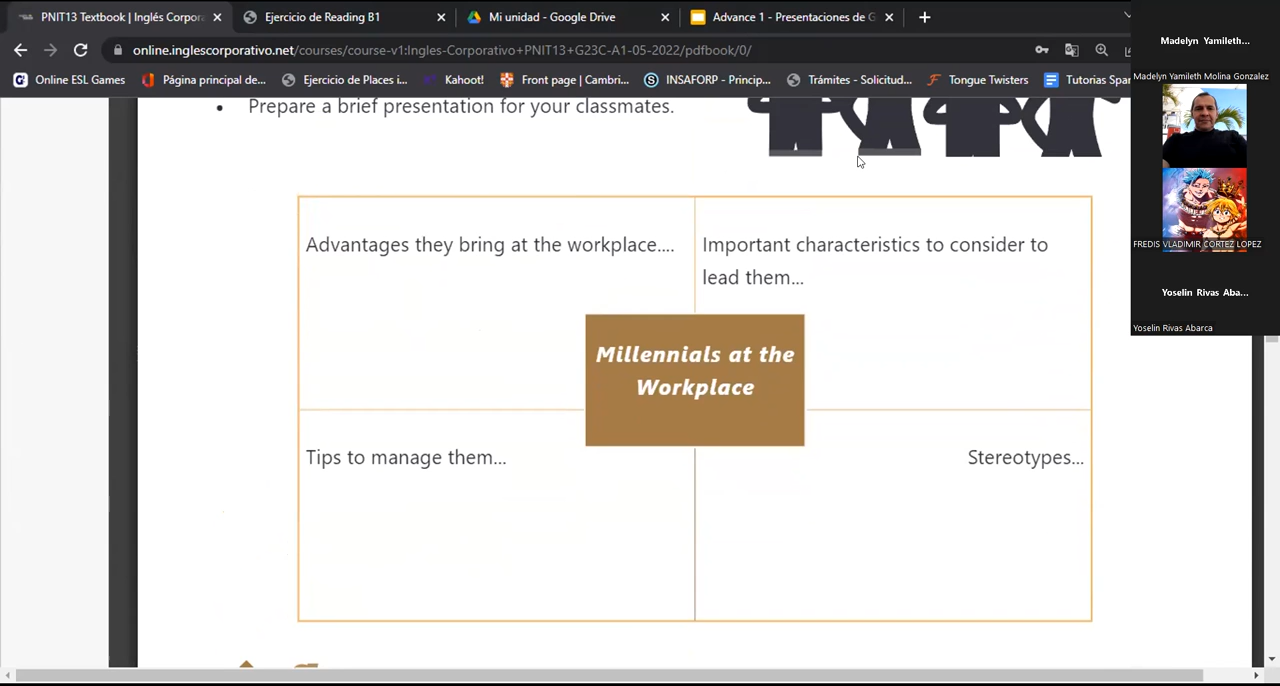 PNIT13 Textbook | Inglés Corpora
Ejercicio de Reading B1
Mi unidad - Google Drive
Advance 1 - Presentaciones de G
online.inglescorporativo.net/courses/course-v1:Ingles-Corporativo+PNIT13+G23C-A1-05-2022/pdfbook/0/
Online ESL Games
Página principal de...
Ejercicio de Places i...
Kahoot!
Front page | Cambri...
INSAFORP - Princip...
Trámites - Solicitud...
Tongue Twisters
Tutorias Spar
Madelyn Yamileth...
Madelyn Yamileth Molina Gonzalez
FREDIS VLADIMIR CORTEZ LOPEZ
Yoselin Rivas Aba...
Yoselin Rivas Abarca
• Prepare a brief presentation for your classmates.
Advantages they bring at the workplace....
Important characteristics to consider to
lead them...
Millennials at the
Workplace
Tips to manage them...
Stereotypes...